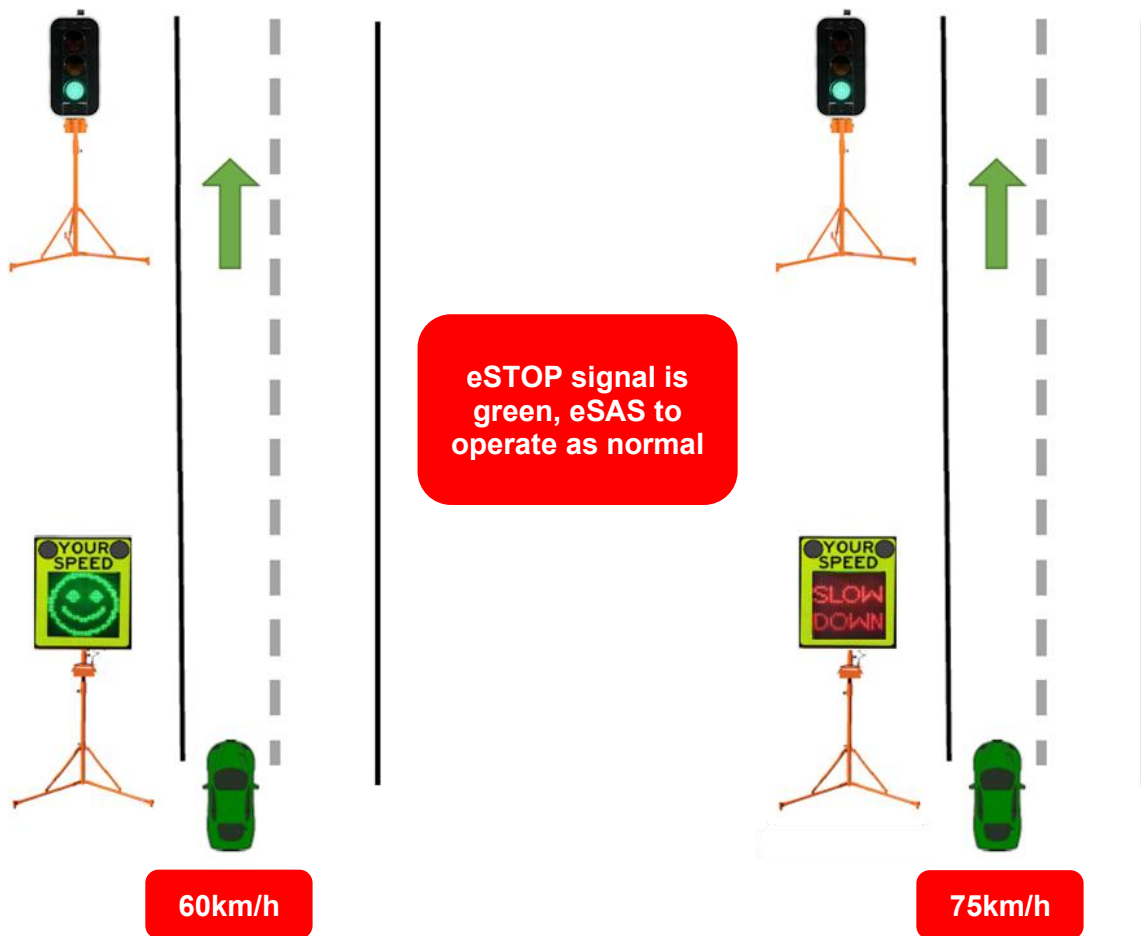 eSTOP signal is
green, eSAS to
operate as normal
YOUR
SPEED
YOUR
SPEED
SLOW
DOWN
60km/h
75km/h